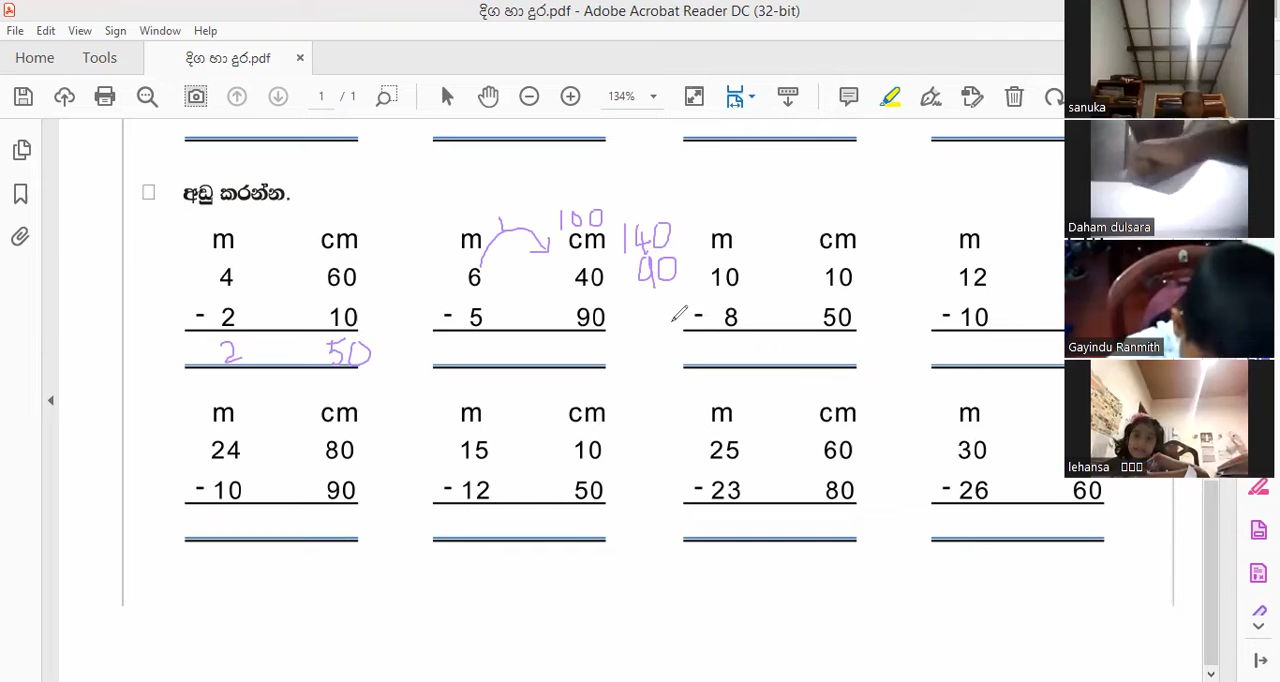 දිග හා දුර.pdf - Adobe Acrobat Reader DC (32-bit)
File Edit View Sign Window Help
Home Tools දිග හා දුර.pdf ×
1 / 1 134%
අඩු කරන්න.
100
m cm m cm 140 m cm m
4 60 6 40 90 10 10 12
- 2 10 - 5 90 - 8 50 - 10
2 50
m cm m cm m cm m
24 80 15 10 25 60 30
- 10 90 - 12 50 - 23 80 - 26 60
sanuka
Daham dulsara
Gayindu Ranmith
lehansa